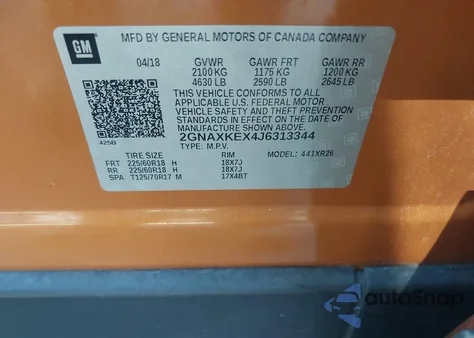 GM
MFD BY GENERAL MOTORS OF CANADA COMPANY
04/18 GVWR GAWR FRT GAWR RR
2100 KG 1175 KG 1200 KG
4630 LB 2590 LB 2645 LB
THIS VEHICLE CONFORMS TO ALL
APPLICABLE U.S. FEDERAL MOTOR
VEHICLE SAFETY AND THEFT PREVENTION
STANDARDS IN EFFECT ON THE DATE OF
MANUFACTURE SHOWN ABOVE.
2GNAXKEX4J6313344
425B
TYPE: M.P.V. MODEL: 441XR26
TIRE SIZE RIM
FRT 225/60R18 H 18X7J
RR 225/60R18 H 18X7J
SPA T125/70R17 M 17X4BT
autoSnap